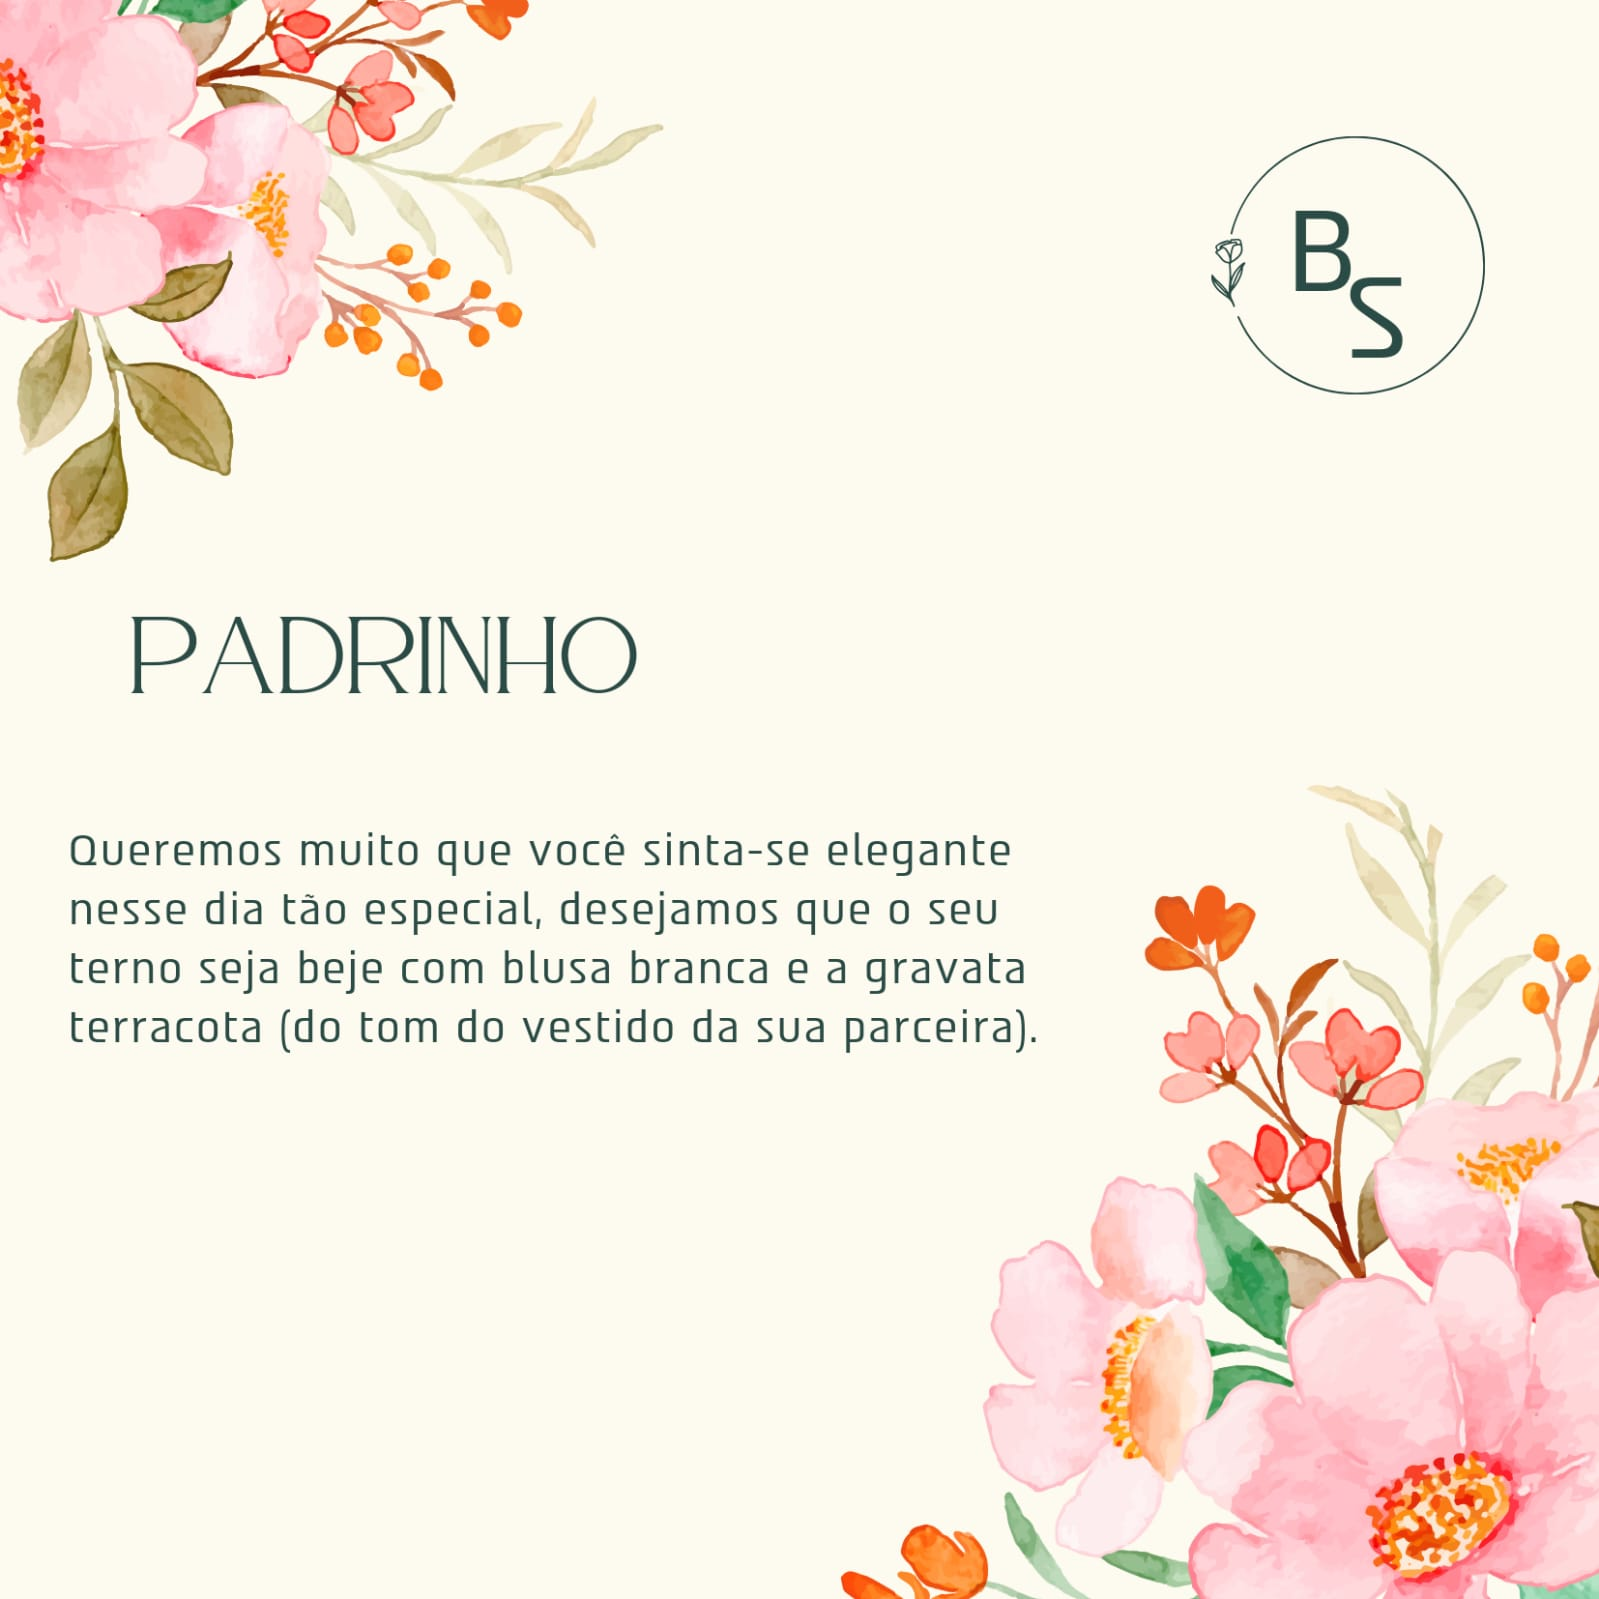 B
S
PADRINHO
Queremos muito que você sinta-se elegante
nesse dia tão especial, desejamos que o seu
terno seja beje com blusa branca e a gravata
terracota (do tom do vestido da sua parceira).